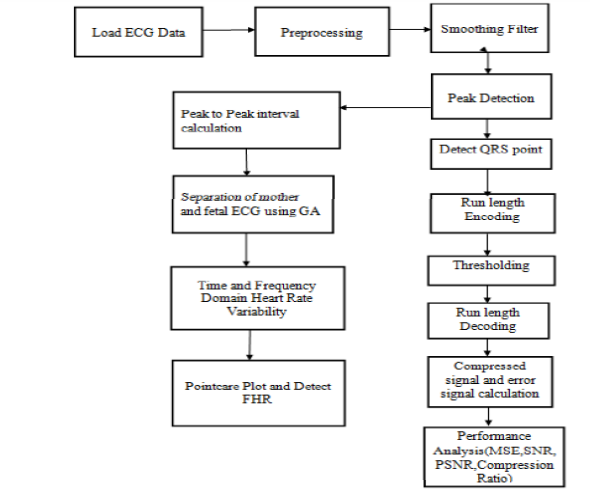 Load ECG Data
Preprocessing
Smoothing Filter
Peak Detection
Peak to Peak interval
calculation
Separation of mother
and fetal ECG using GA
Time and Frequency
Domain Heart Rate
Variability
Pointcare Plot and Detect
FHR
Detect QRS point
Run length
Encoding
Thresholding
Run length
Decoding
Compressed
signal and error
signal calculation
Performance
Analysis(MSE,SNR,
PSNR,Compression
Ratio)